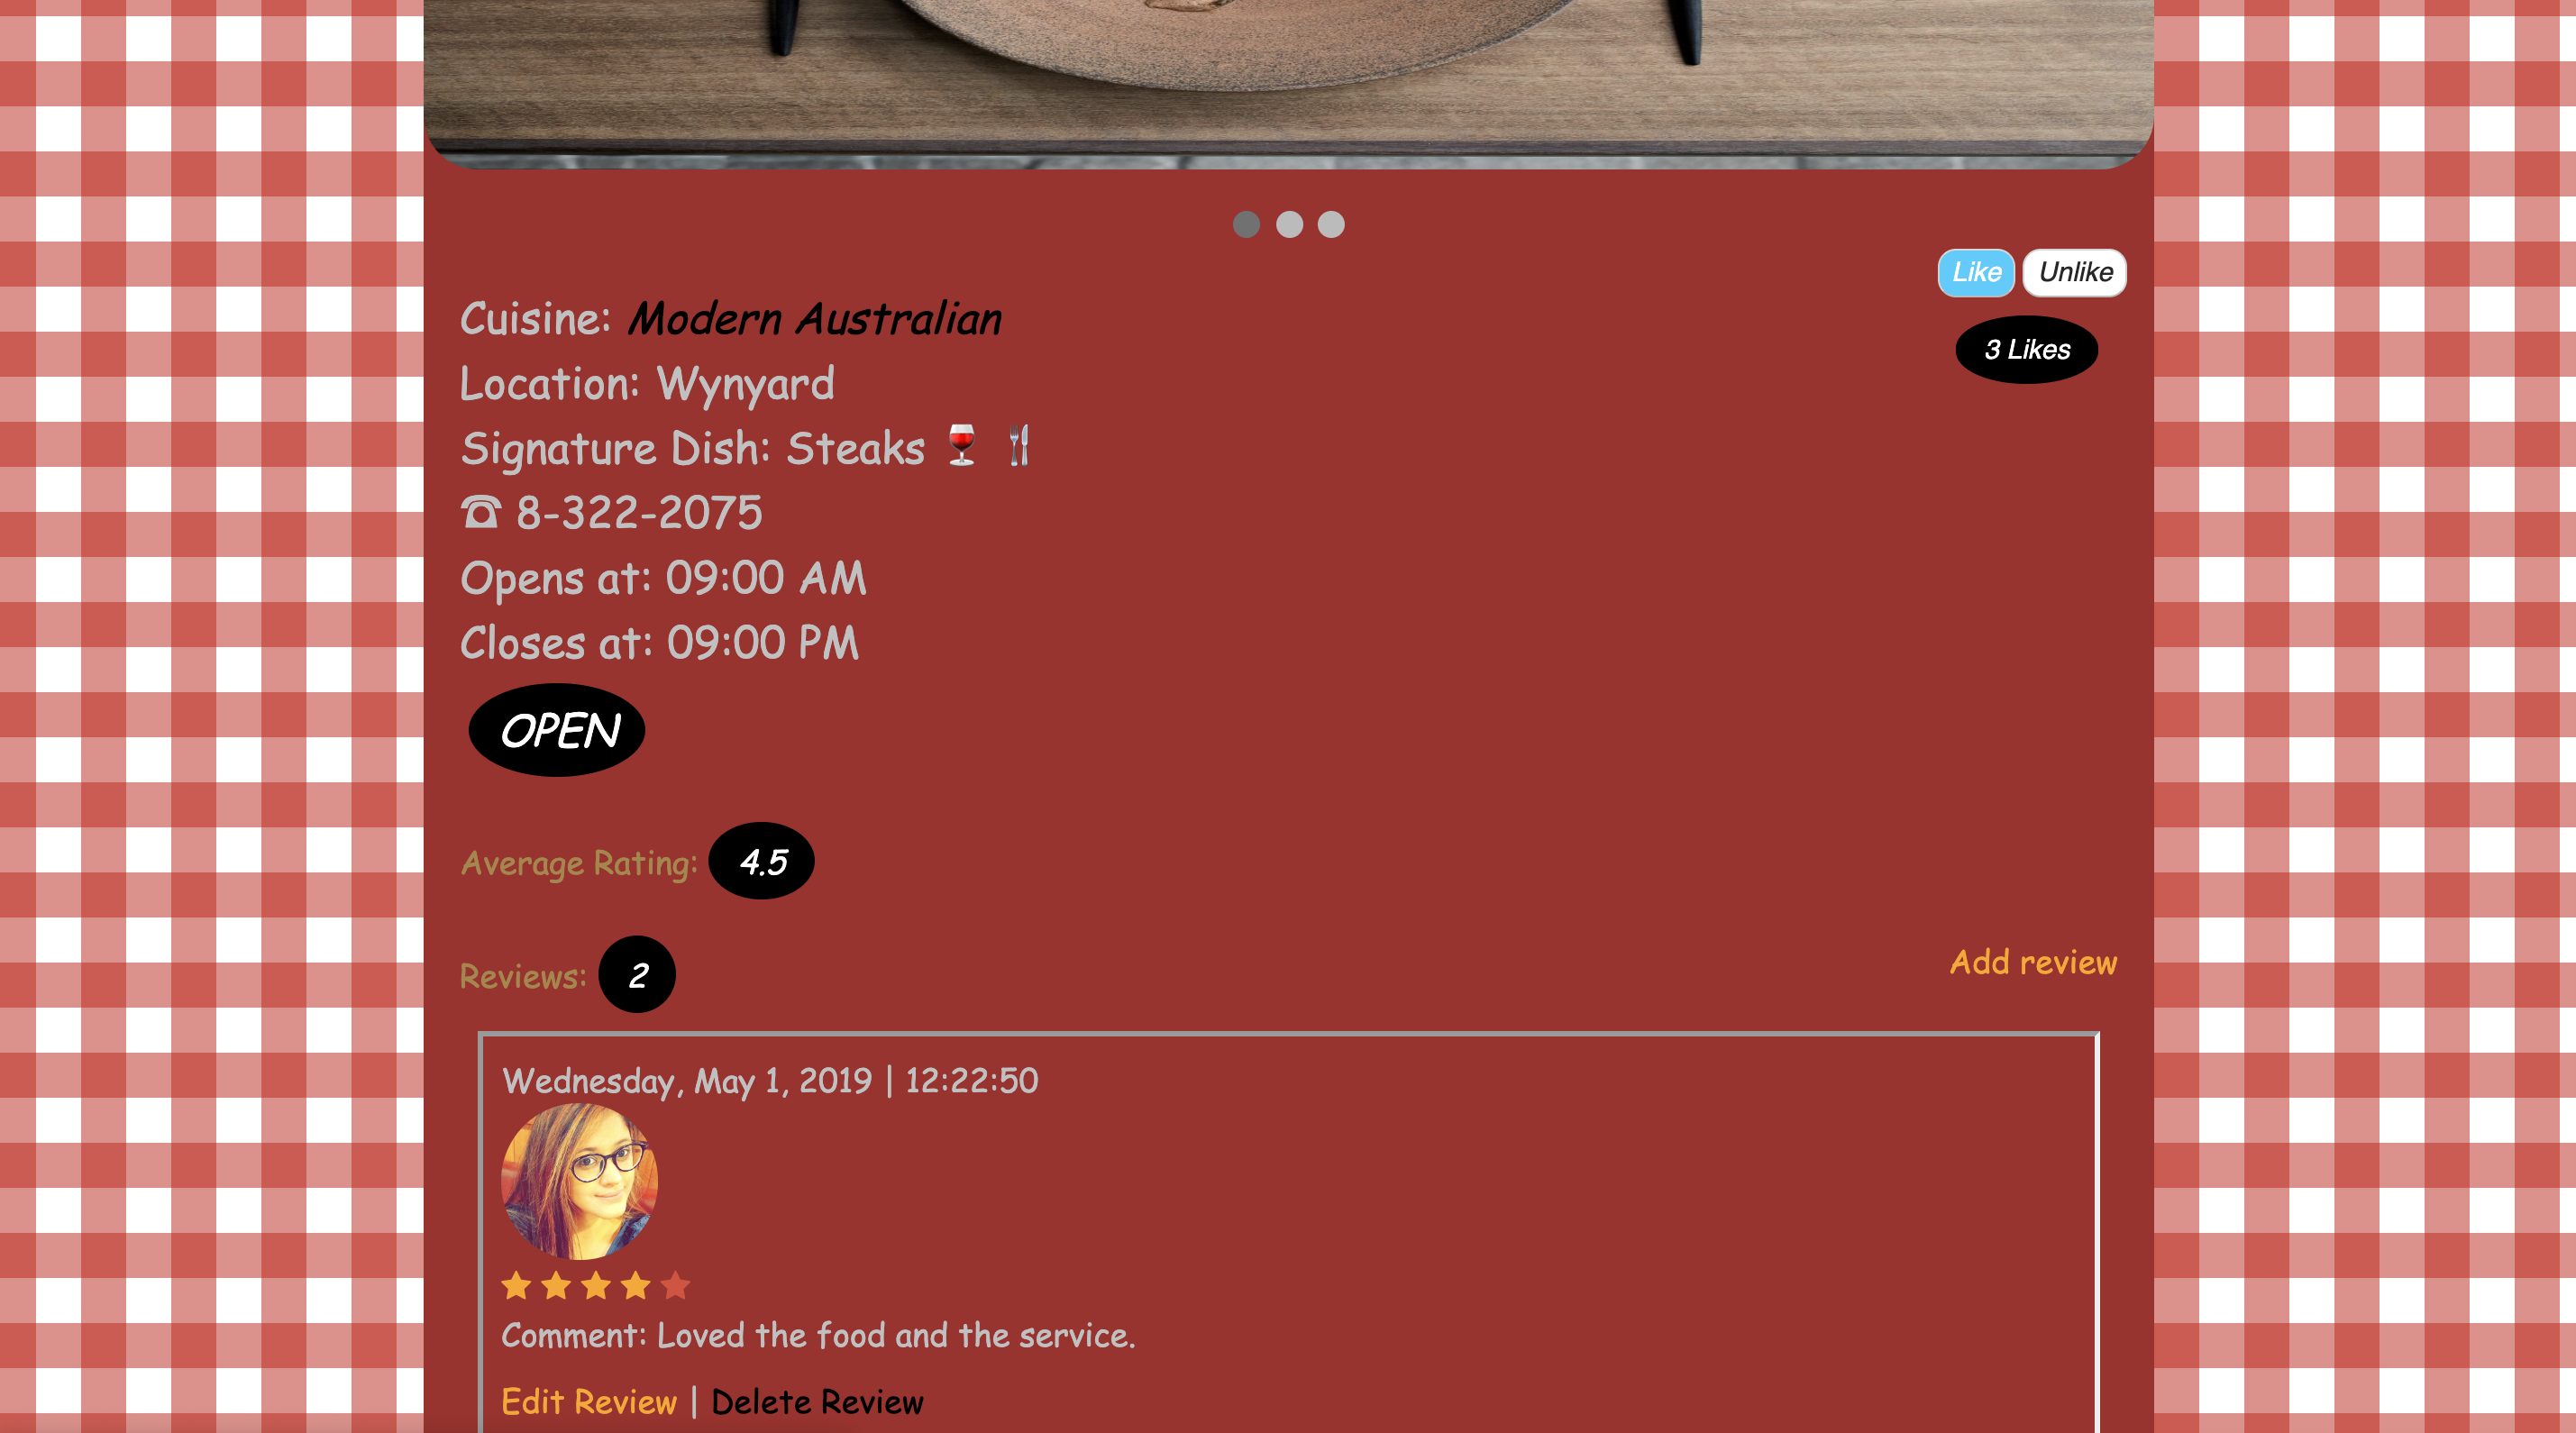 Like Unlike
Cuisine: Modern Australian
3 Likes
Location: Wynyard
Signature Dish: Steaks 🍷 🍴
☎ 8-322-2075
Opens at: 09:00 AM
Closes at: 09:00 PM
OPEN
Average Rating: 4.5
Reviews: 2
Add review
Wednesday, May 1, 2019 | 12:22:50
Comment: Loved the food and the service.
Edit Review | Delete Review